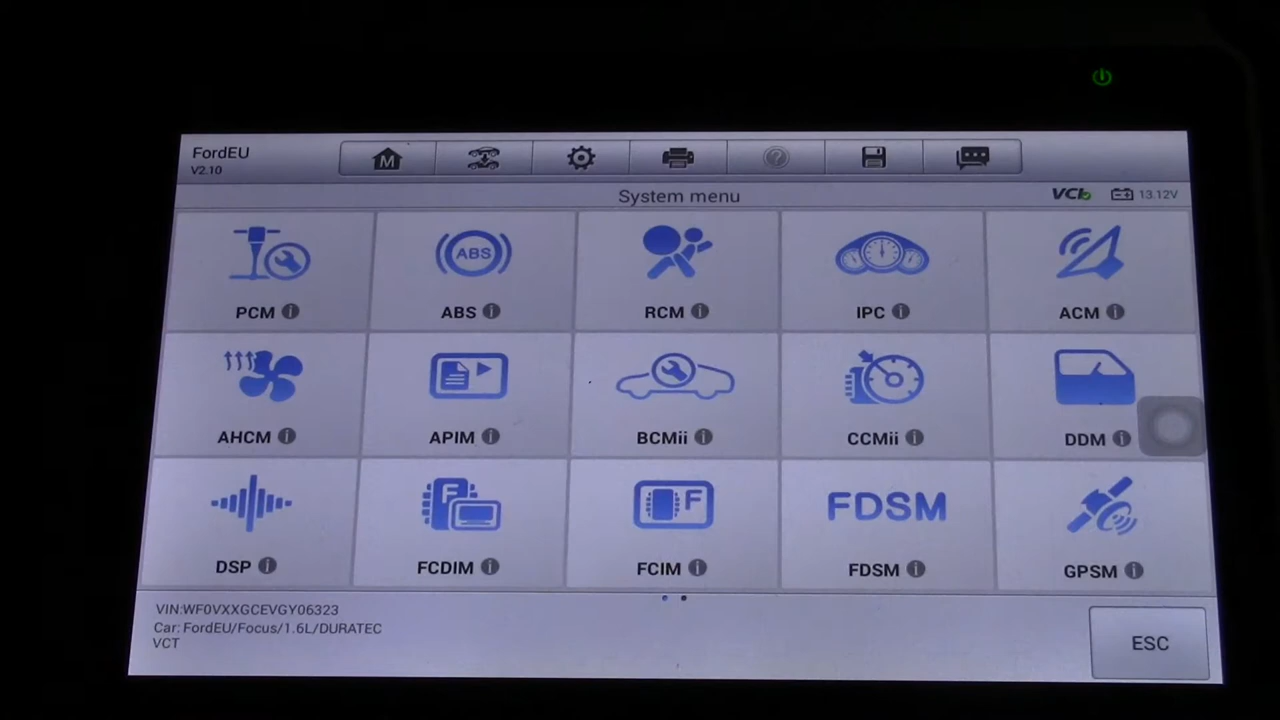 FordEU
V2.10
M
?
System menu
VCI
13.12V
ABS
PCM i
ABS i
RCM i
IPC i
ACM i
AHCM i
APIM i
BCMii i
CCMii i
DDM i
F
F
FDSM
DSP i
FCDIM i
FCIM i
FDSM i
GPSM i
VIN:WF0VXXGCEVGY06323
Car: FordEU/Focus/1.6L/DURATEC
VCT
ESC